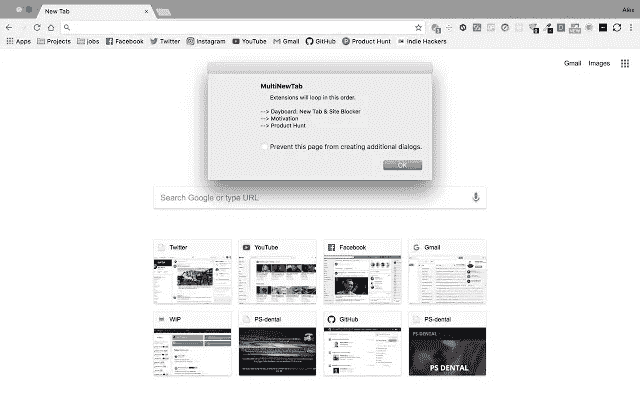 New Tab
Alex
Apps Projects jobs Facebook Twitter Instagram YouTube Gmail GitHub Product Hunt Indie Hackers
Gmail Images
MultiNewTab
Extensions will loop in this order.
--> Dayboard: New Tab & Site Blocker
--> Motivation
--> Product Hunt
Prevent this page from creating additional dialogs.
OK
Search Google or type URL
Twitter YouTube Facebook Gmail
WIP PS-dental GitHub PS-dental
PS-DENTAL
PS DENTAL